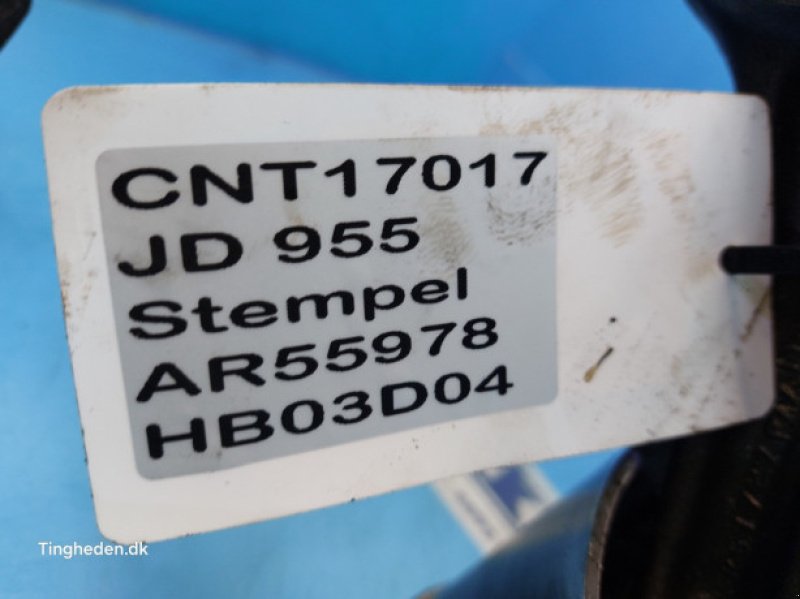 CNT17017
JD 955
Stempel
AR55978
HB03D04
Tingheden.dk